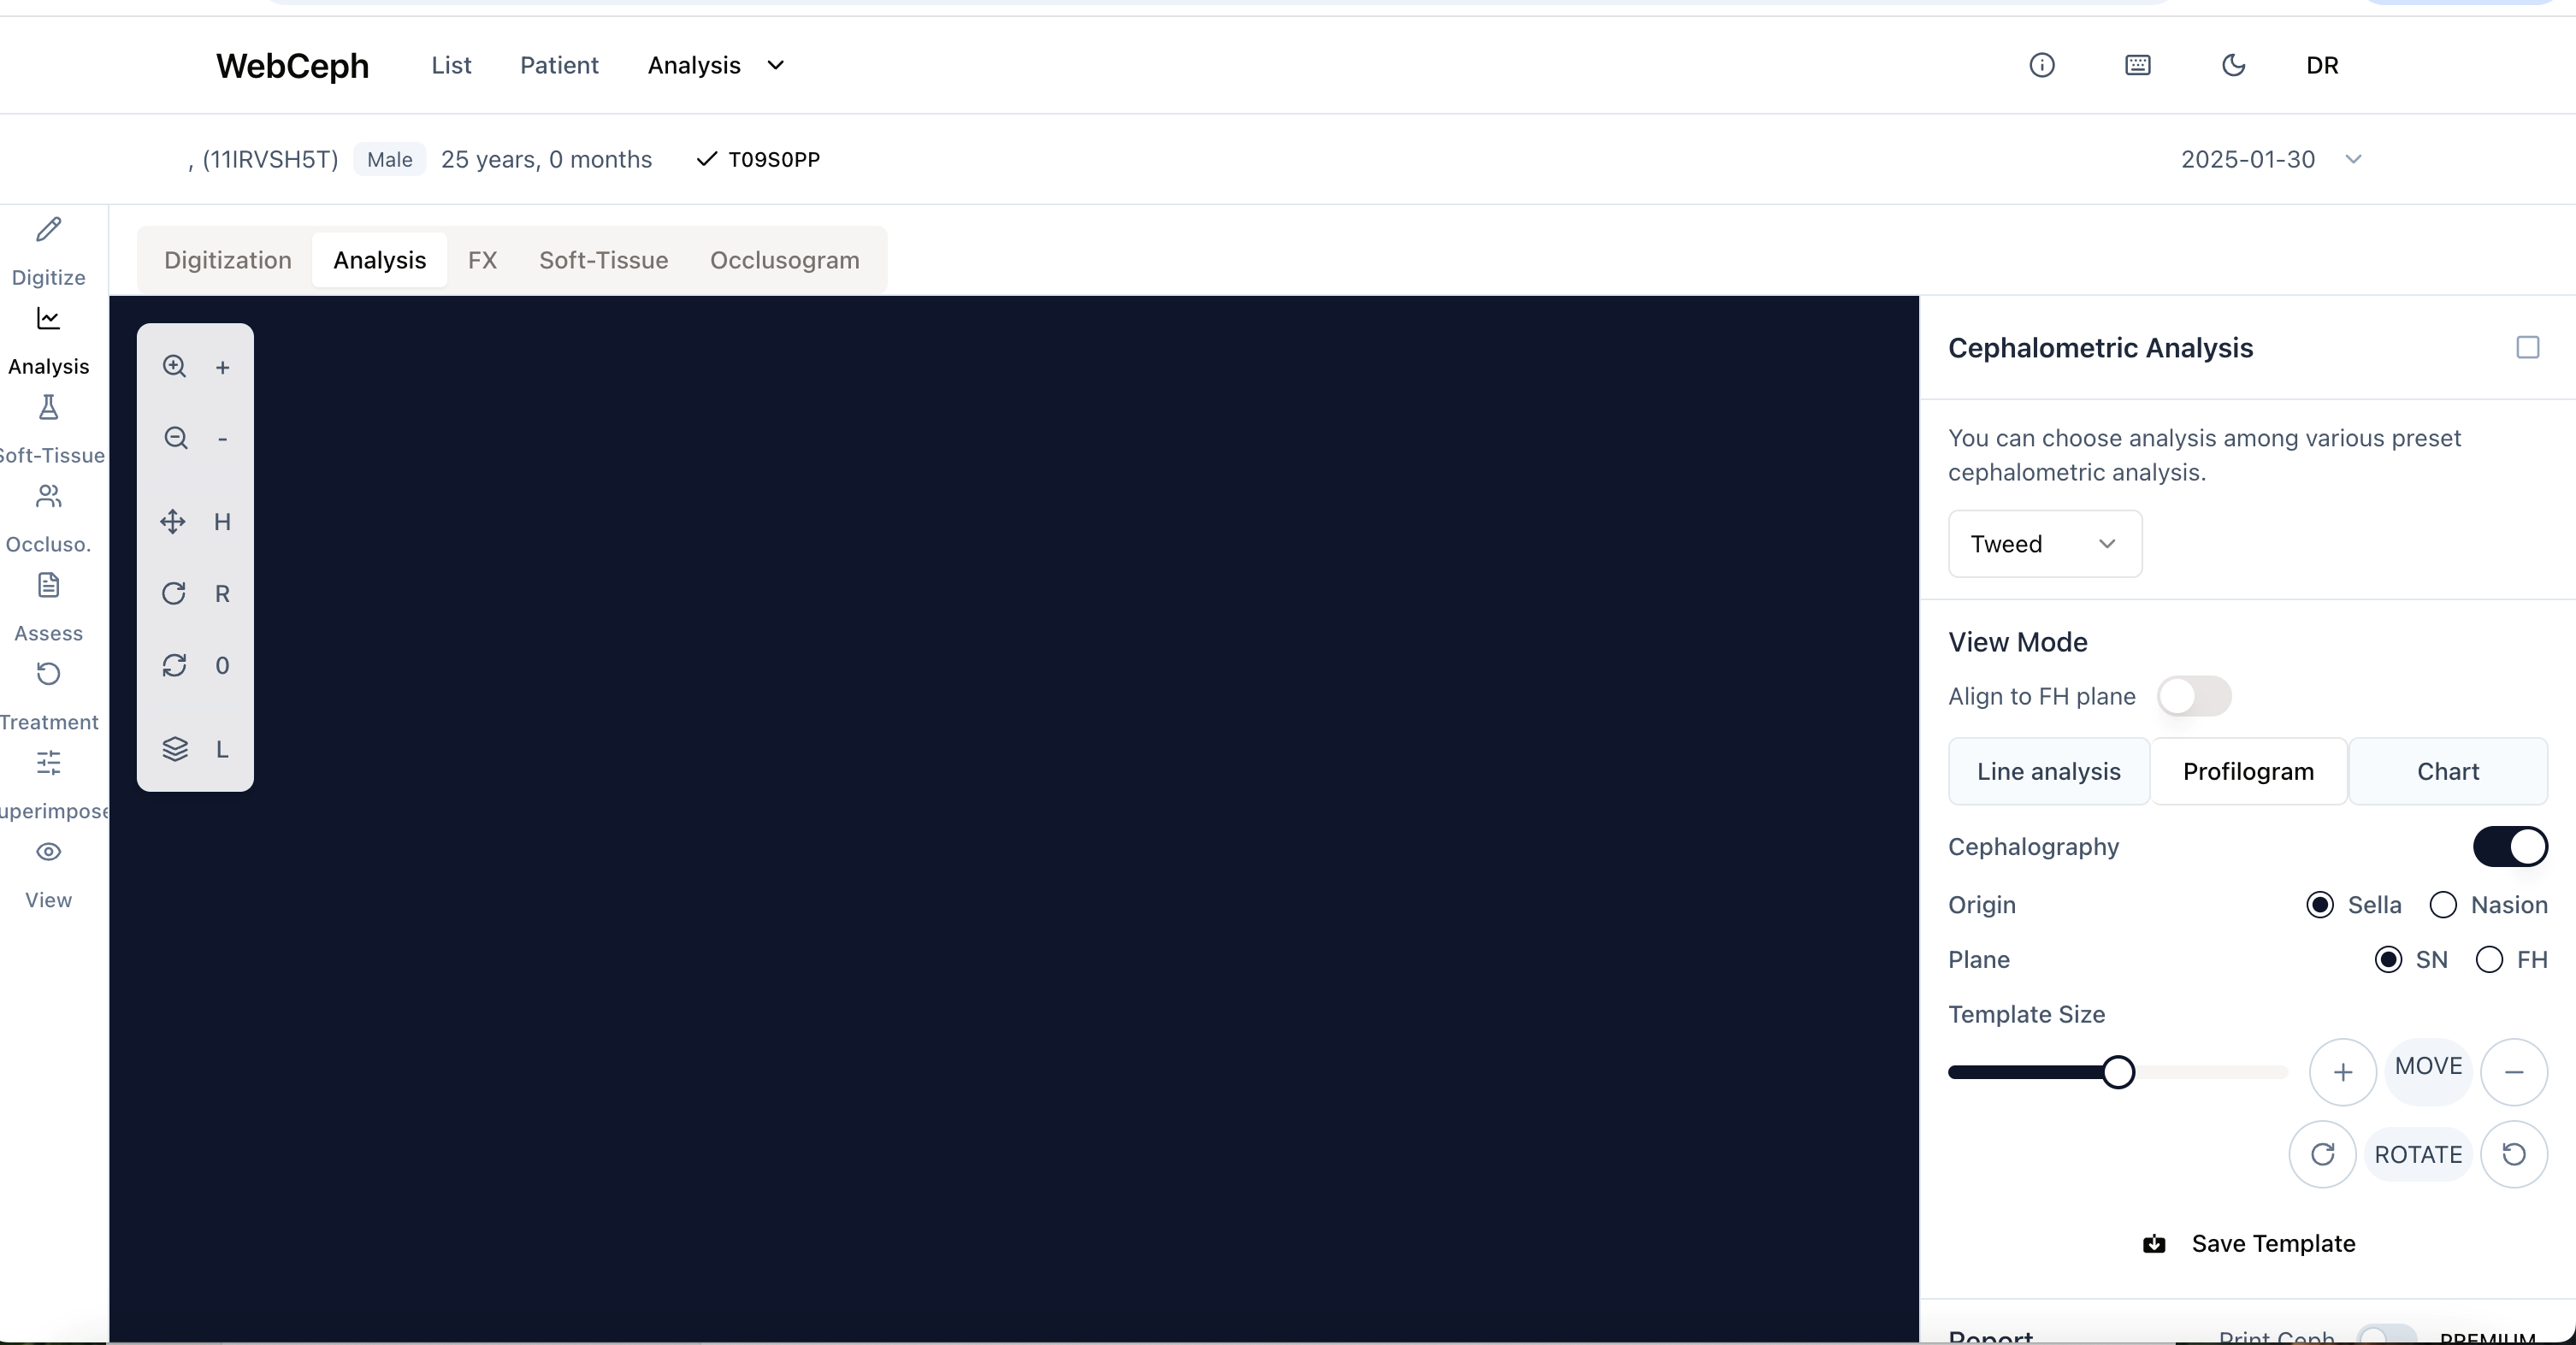 WebCeph List Patient Analysis DR
, (11IRVSH5T) Male 25 years, 0 months T09S0PP 2025-01-30
Digitize
Analysis
Soft-Tissue
Occluso.
Assess
Treatment
uperimpose
View
Digitization Analysis FX Soft-Tissue Occlusogram
+
-
H
R
0
L
Cephalometric Analysis
You can choose analysis among various preset
cephalometric analysis.
Tweed
View Mode
Align to FH plane
Line analysis Profilogram Chart
Cephalography
Origin Sella Nasion
Plane SN FH
Template Size
MOVE
ROTATE
Save Template
Report Print Ceph PREMIUM